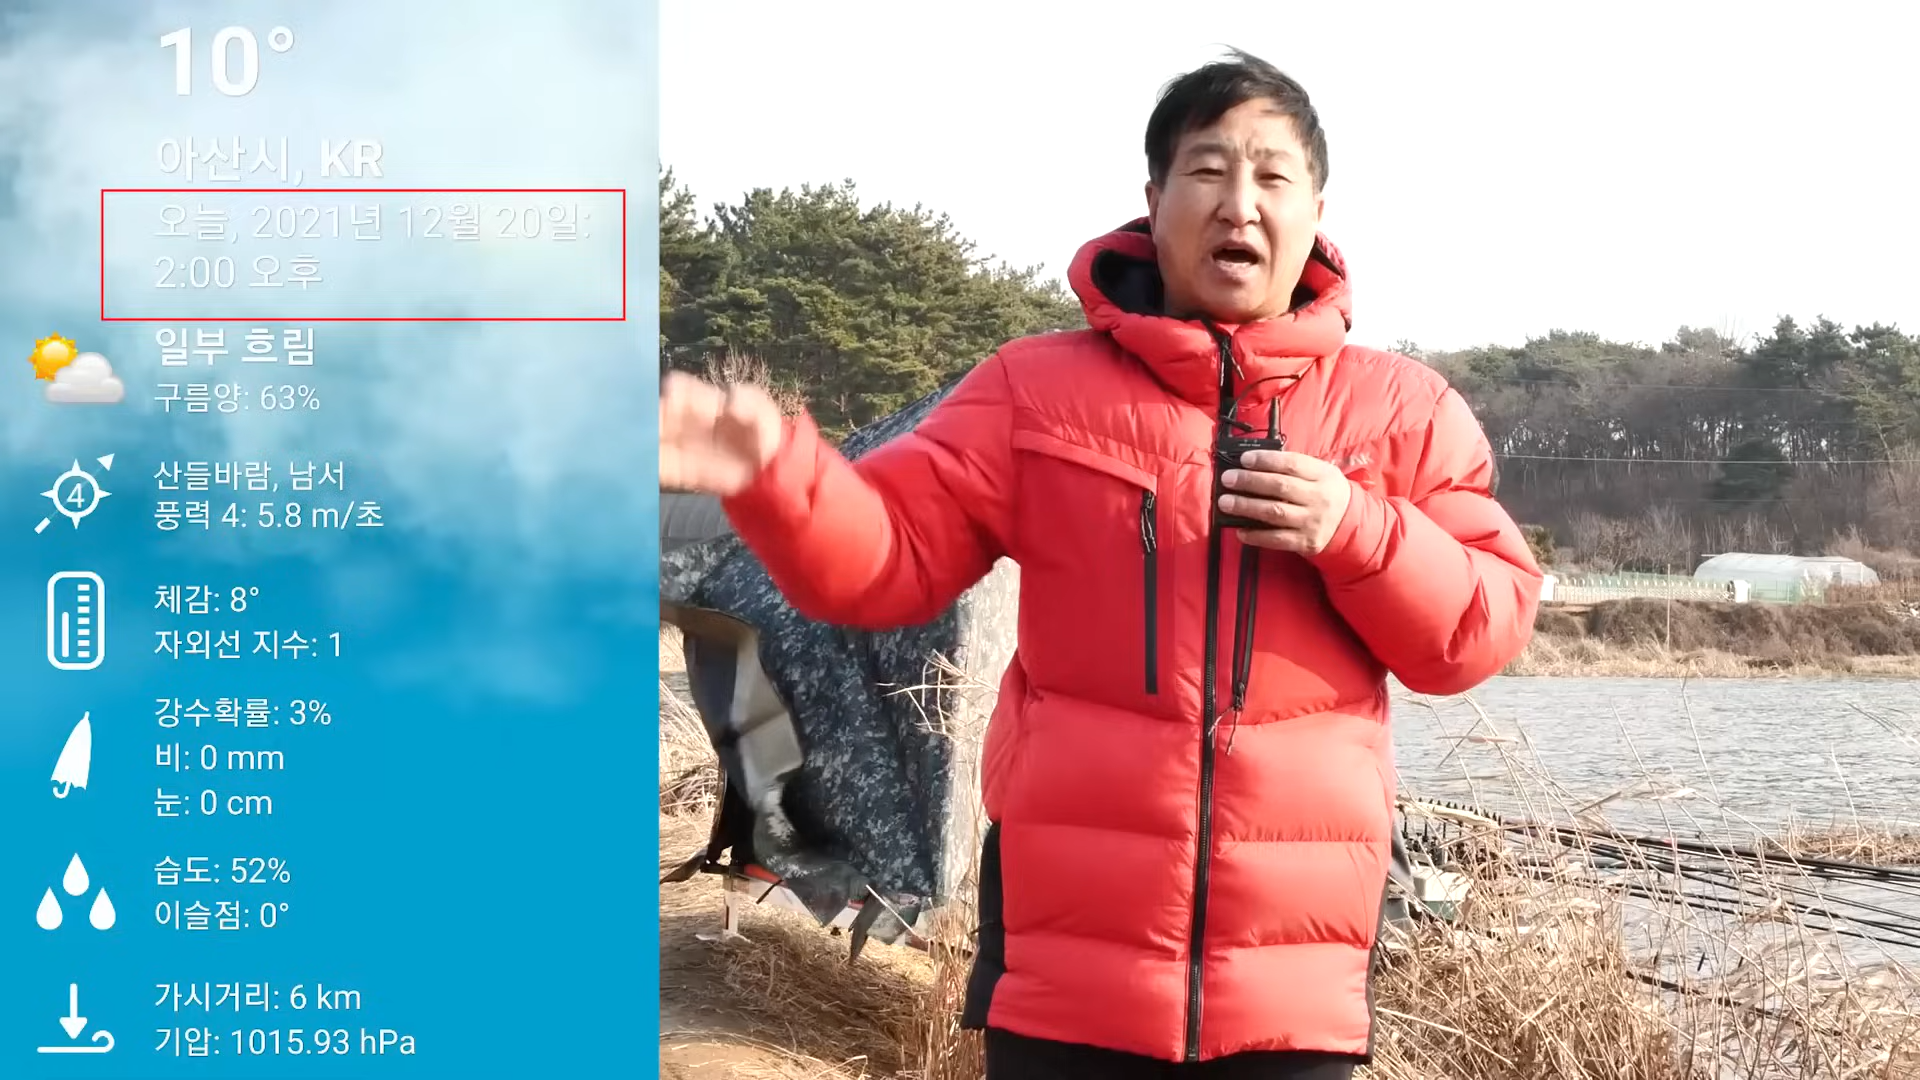 10°
아산시, KR
오늘, 2021년 12월 20일:
2:00 오후
일부 흐림
구름양: 63%
4
산들바람, 남서
풍력 4: 5.8 m/초
체감: 8°
자외선 지수: 1
강수확률: 3%
비: 0 mm
눈: 0 cm
습도: 52%
이슬점: 0°
가시거리: 6 km
기압: 1015.93 hPa